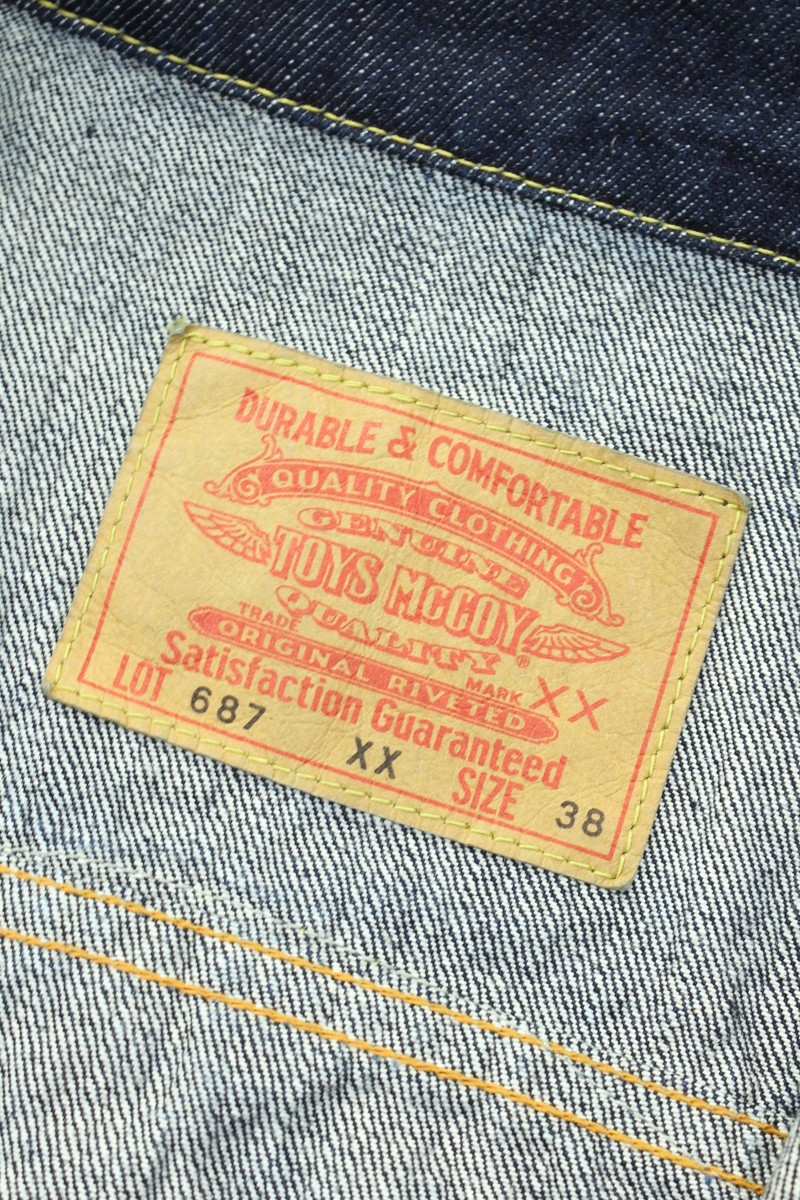 DURABLE & COMFORTABLE
QUALITY CLOTHING
GENUINE
TOYS McCOY
QUALITY ®
TRADE MARK XX
ORIGINAL RIVETED
Satisfaction Guaranteed
LOT 687 XX SIZE 38